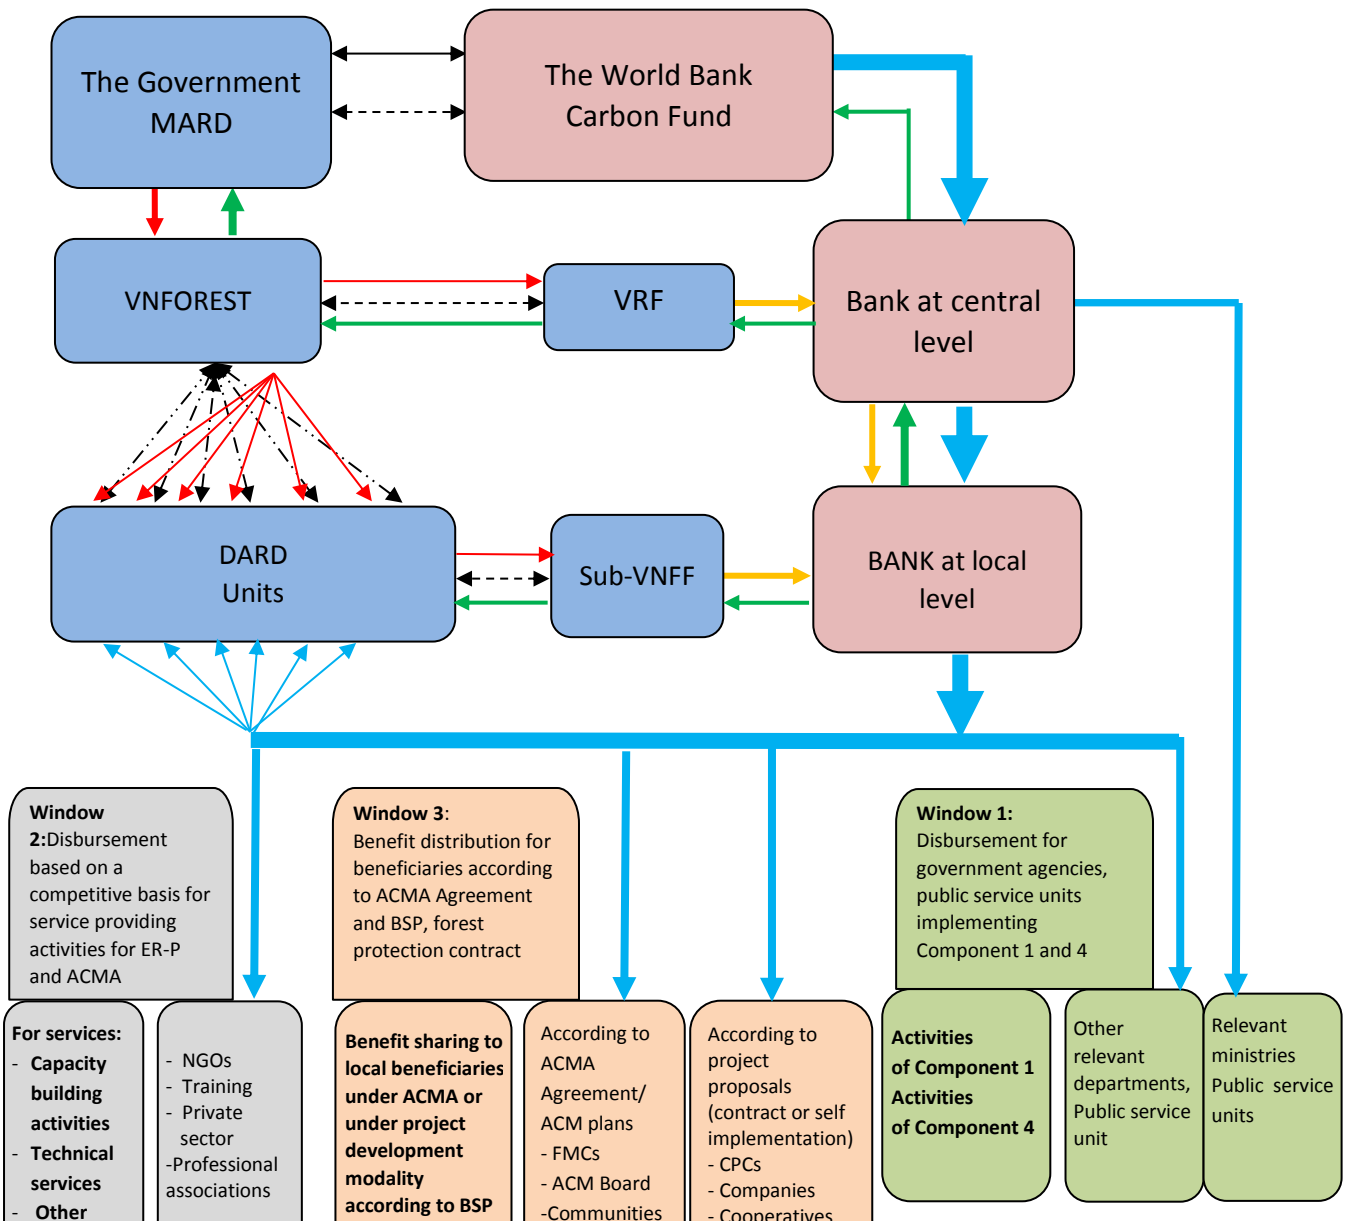 The Government
MARD
The World Bank
Carbon Fund
VNFOREST
VRF
Bank at central
level
DARD
Units
Sub-VNFF
BANK at local
level
Window
2:Disbursement
based on a
competitive basis for
service providing
activities for ER-P
and ACMA
Window 3:
Benefit distribution for
beneficiaries according
to ACMA Agreement
and BSP, forest
protection contract
Window 1:
Disbursement for
government agencies,
public service units
implementing
Component 1 and 4
For services:
- Capacity
building
activities
- Technical
services
- Other
- NGOs
- Training
- Private
sector
-Professional
associations
Benefit sharing to
local beneficiaries
under ACMA or
under project
development
modality
according to BSP
According to
ACMA
Agreement/
ACM plans
- FMCs
- ACM Board
-Communities
According to
project
proposals
(contract or self
implementation)
- CPCs
- Companies
- Cooperatives
Activities
of Component 1
Activities
of Component 4
Other
relevant
departments,
Public service
unit
Relevant
ministries
Public service
units